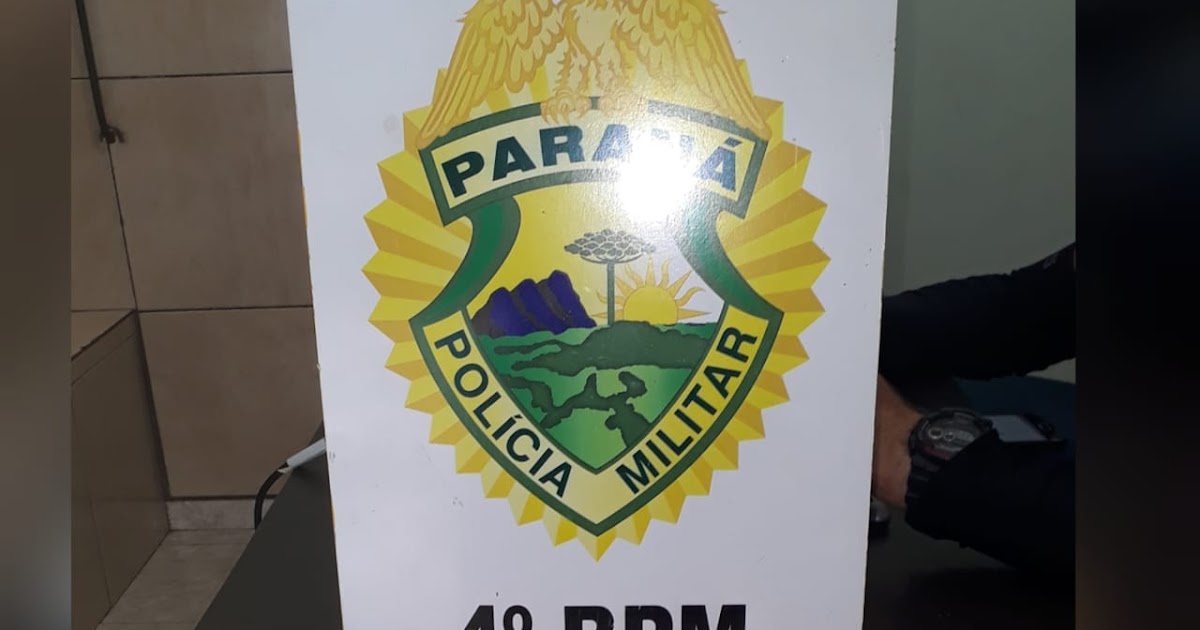 PARANÁ
POLÍCIA MILITAR
4º BPM